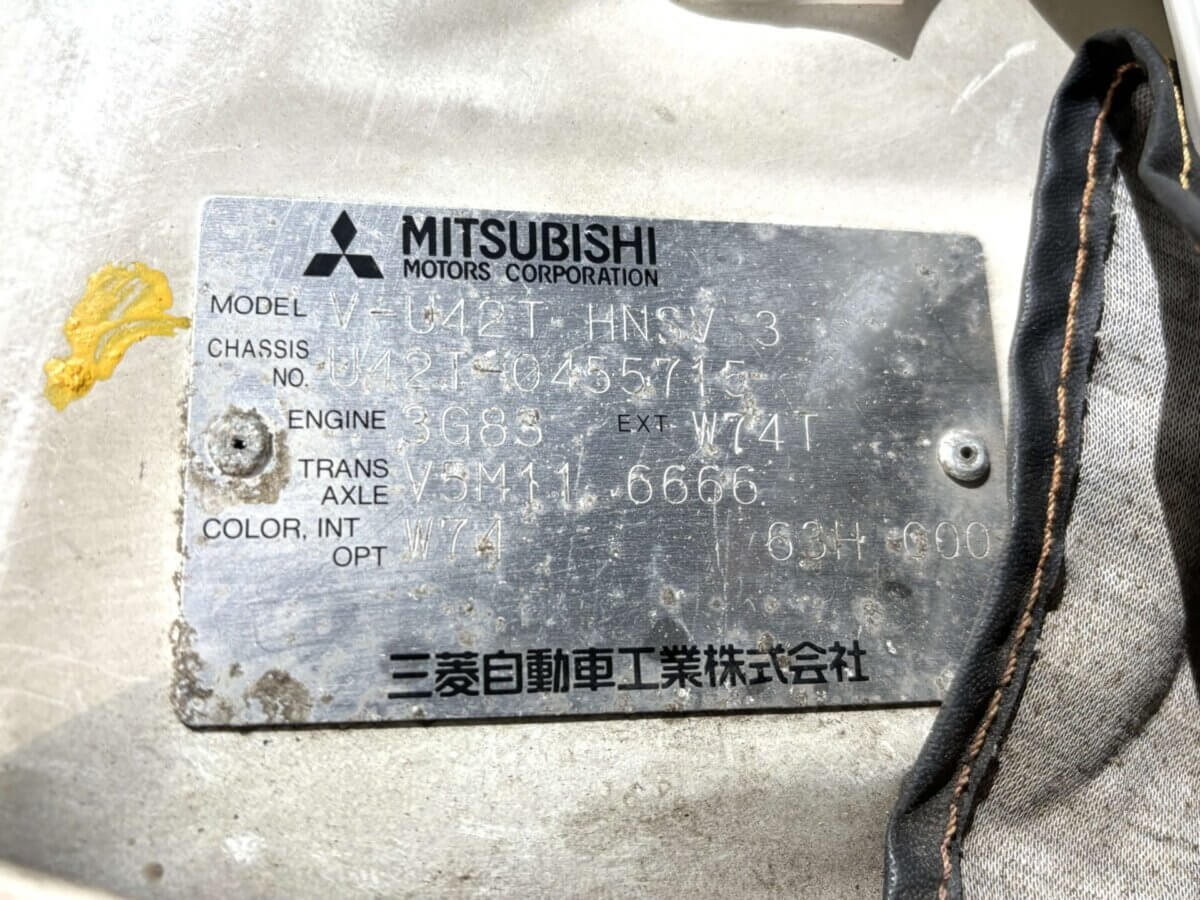 MITSUBISHI
MOTORS CORPORATION
MODEL V-U42T HNSV 3
CHASSIS NO. U42T-0455715
ENGINE 3G83 EXT W74T
TRANS AXLE V5M11 6666
COLOR, INT OPT W74 63H 000
三菱自動車工業株式会社